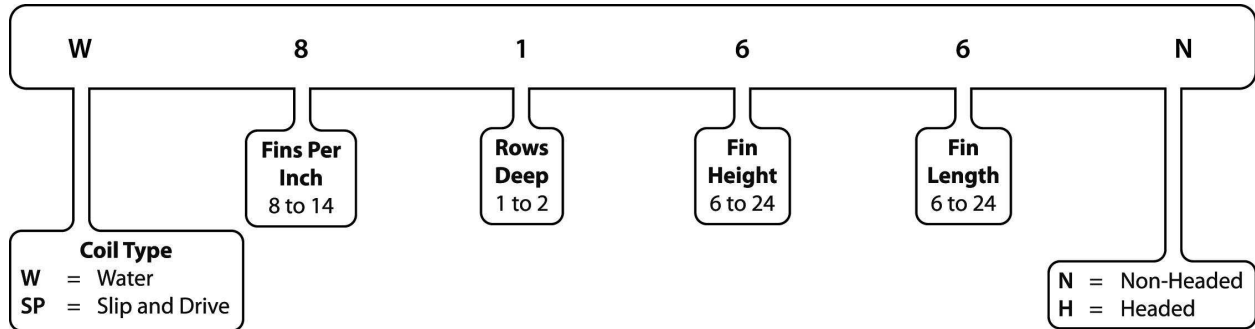 W 8 1 6 6 N
Fins Per
Inch
8 to 14
Rows
Deep
1 to 2
Fin
Height
6 to 24
Fin
Length
6 to 24
Coil Type
W = Water
SP = Slip and Drive
N = Non-Headed
H = Headed